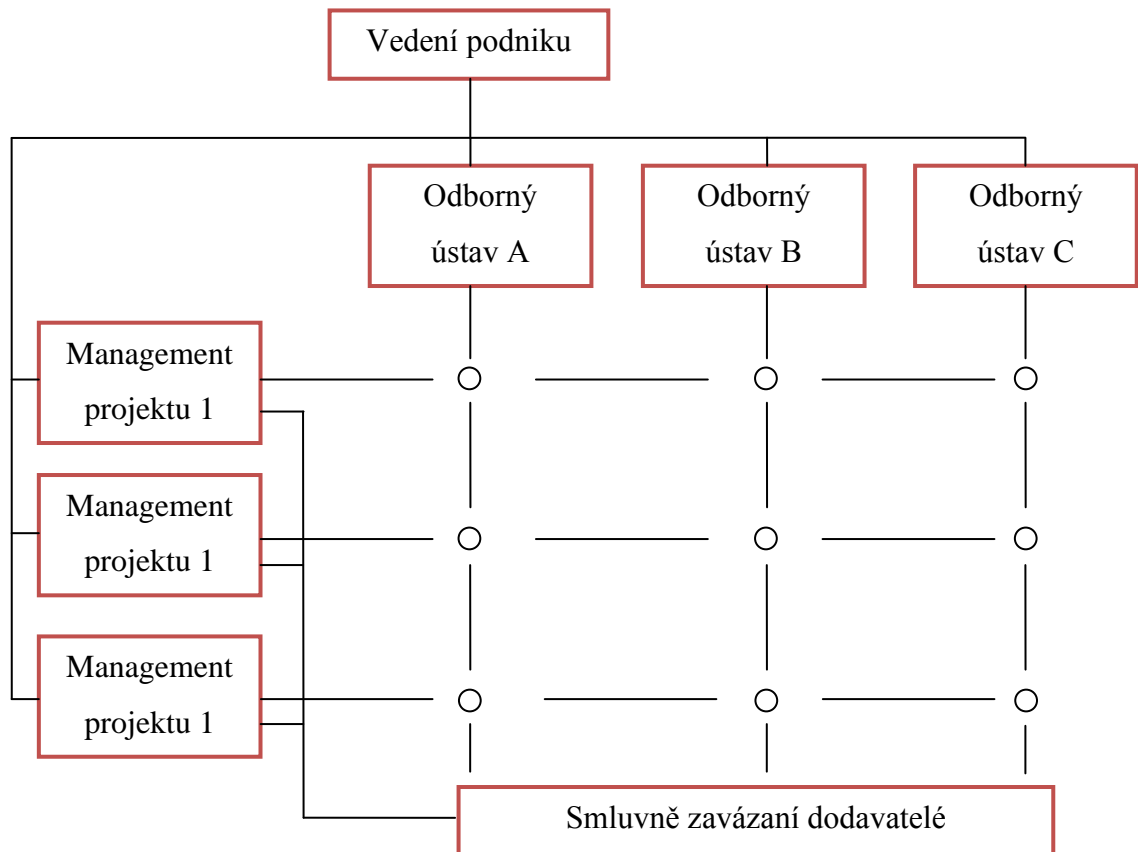 Vedení podniku
Odborný
ústav A
Odborný
ústav B
Odborný
ústav C
Management
projektu 1
Management
projektu 1
Management
projektu 1
Smluvně zavázaní dodavatelé